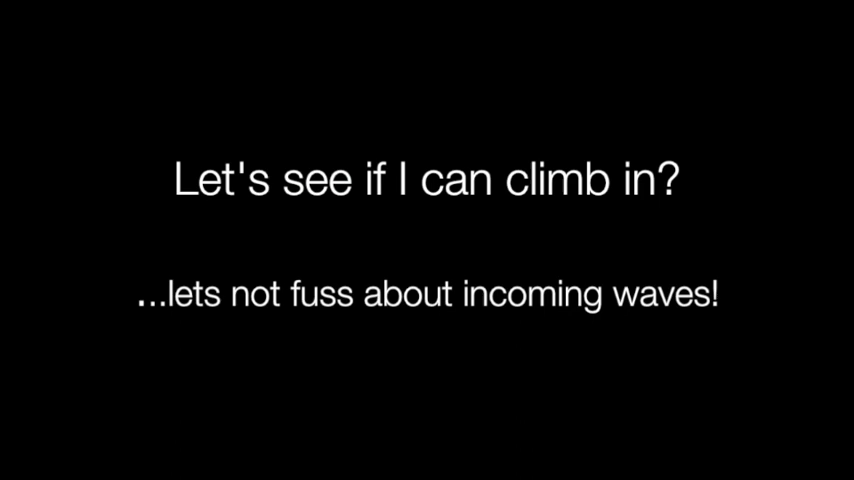 Let's see if I can climb in?
...lets not fuss about incoming waves!